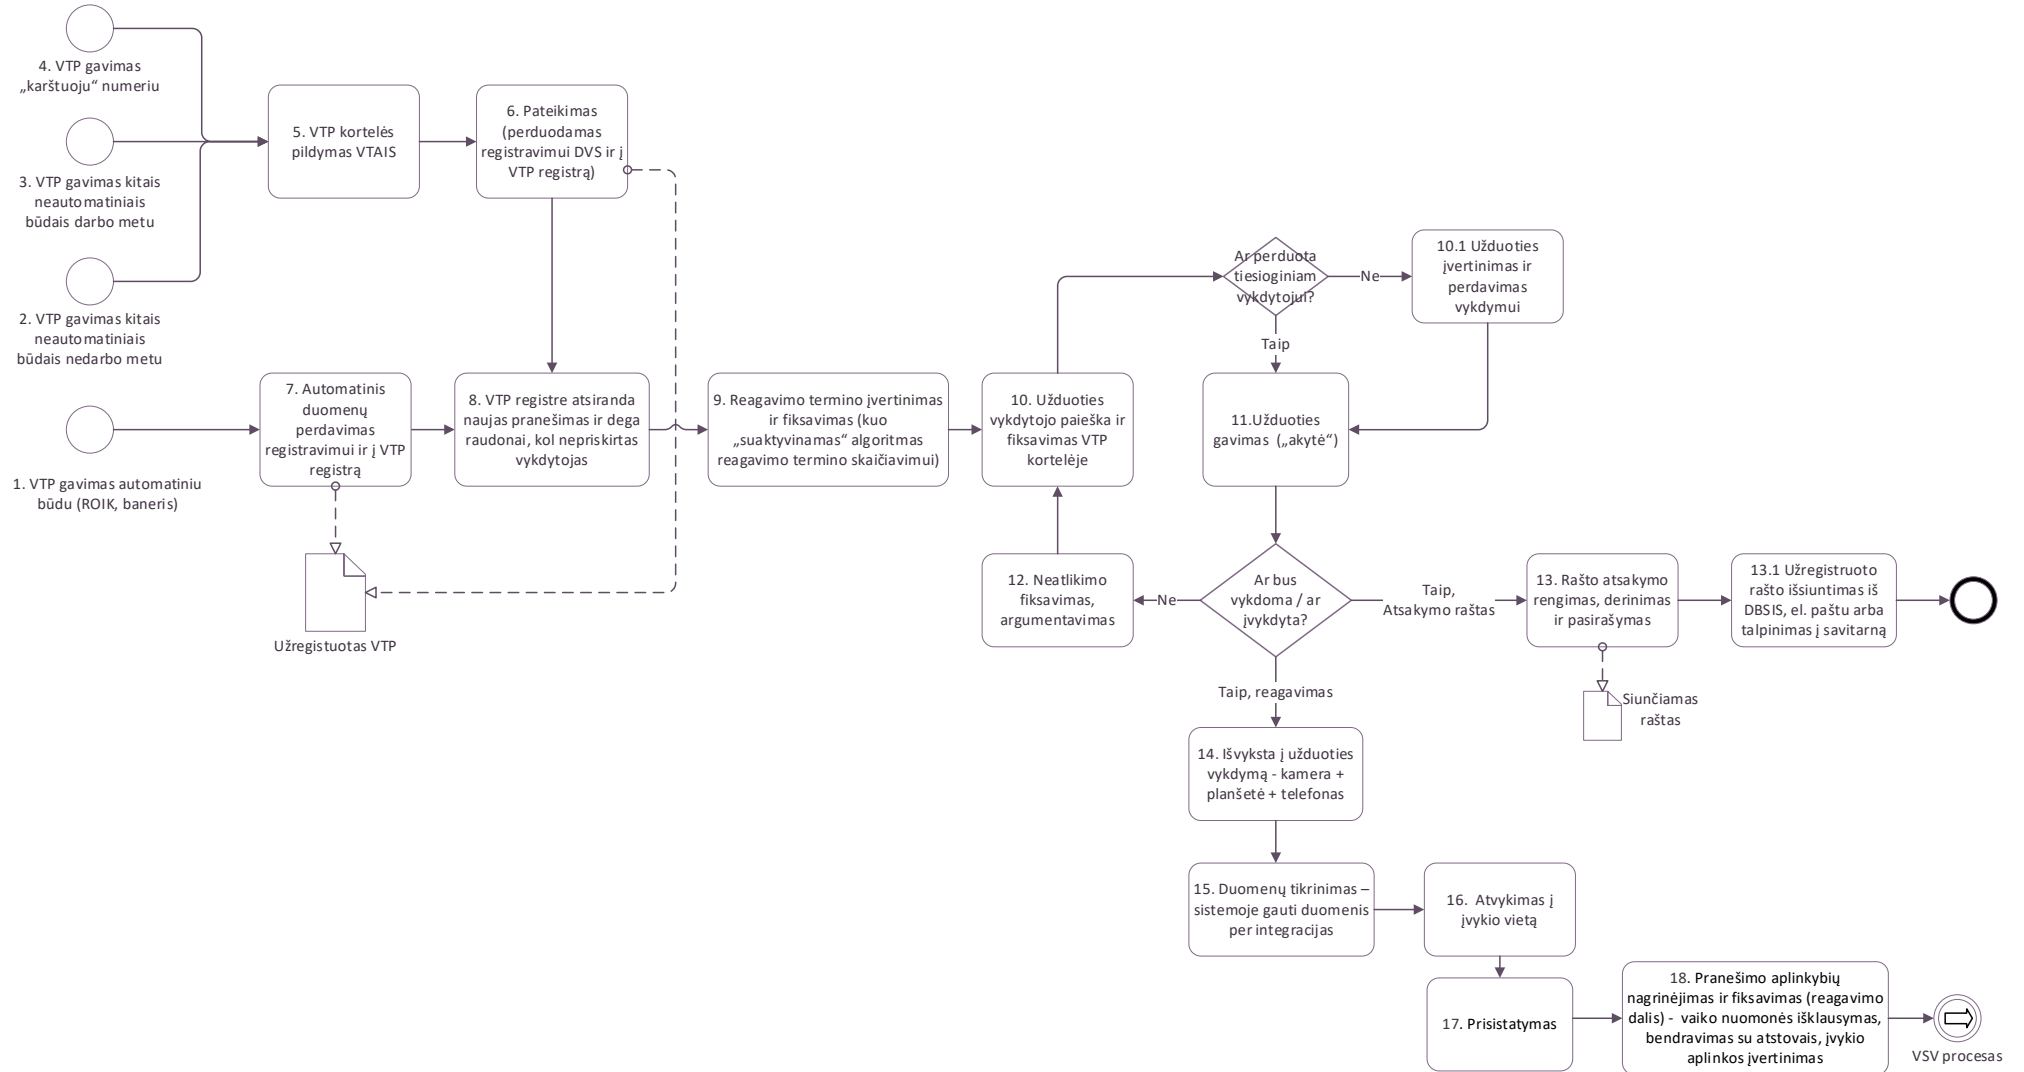 4. VTP gavimas
„karštuoju“ numeriu
3. VTP gavimas kitais
neautomatiniais
būdais darbo metu
2. VTP gavimas kitais
neautomatiniais
būdais nedarbo metu
1. VTP gavimas automatiniu
būdu (ROIK, baneris)
5. VTP kortelės
pildymas VTAIS
6. Pateikimas
(perduodamas
registravimui DVS ir į
VTP registrą)
7. Automatinis
duomenų
perdavimas
registravimui ir į VTP
registrą
Užregistuotas VTP
8. VTP registre atsiranda
naujas pranešimas ir dega
raudonai, kol nepriskirtas
vykdytojas
9. Reagavimo termino įvertinimas
ir fiksavimas (kuo
„suaktyvinamas“ algoritmas
reagavimo termino skaičiavimui)
10. Užduoties
vykdytojo paieška ir
fiksavimas VTP
kortelėje
Ar perduota
tiesioginiam
vykdytojui?
Ne
10.1 Užduoties
įvertinimas ir
perdavimas
vykdymui
Taip
11.Užduoties
gavimas („akytė“)
12. Neatlikimo
fiksavimas,
argumentavimas
Ne
Ar bus
vykdoma / ar
įvykdyta?
Taip,
Atsakymo raštas
13. Rašto atsakymo
rengimas, derinimas
ir pasirašymas
13.1 Užregistruoto
rašto išsiuntimas iš
DBSIS, el. paštu arba
talpinimas į savitarną
Siunčiamas
raštas
Taip, reagavimas
14. Išvyksta į užduoties
vykdymą - kamera +
planšetė + telefonas
15. Duomenų tikrinimas –
sistemoje gauti duomenis
per integracijas
16. Atvykimas į
įvykio vietą
17. Prisistatymas
18. Pranešimo aplinkybių
nagrinėjimas ir fiksavimas (reagavimo
dalis) - vaiko nuomonės išklausymas,
bendravimas su atstovais, įvykio
aplinkos įvertinimas
VSV procesas